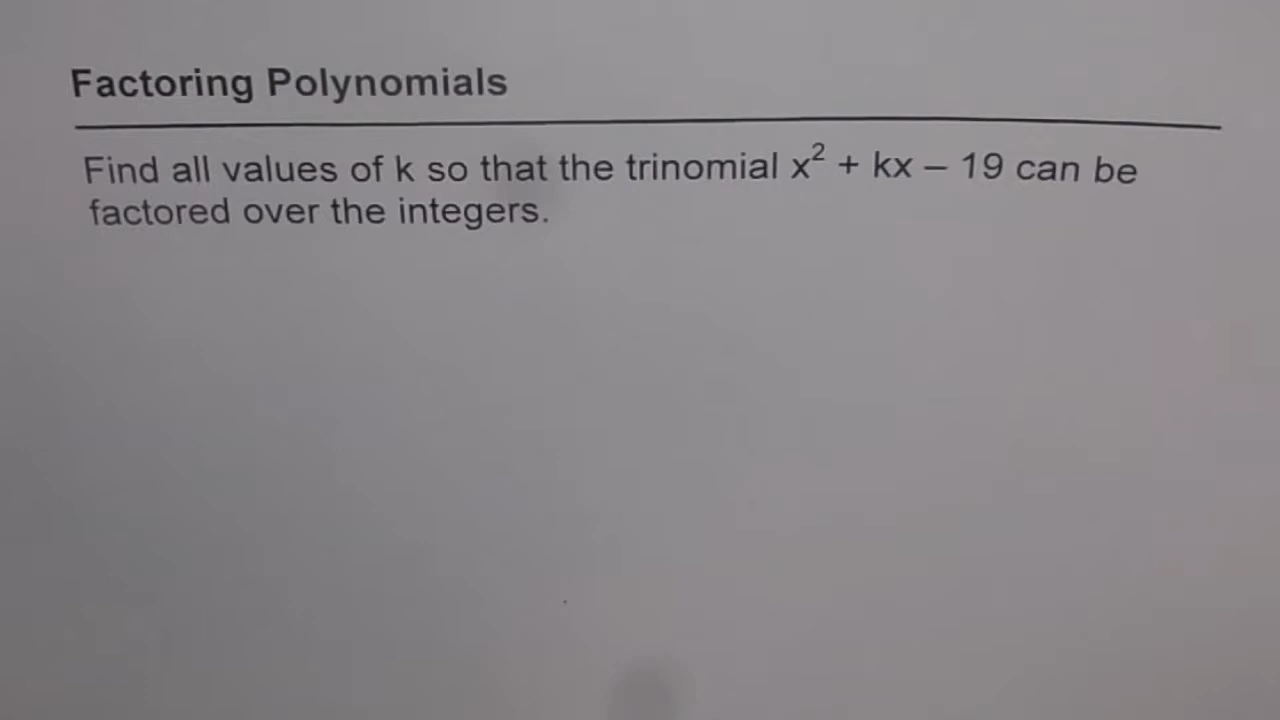 Factoring Polynomials
Find all values of k so that the trinomial x² + kx – 19 can be
factored over the integers.